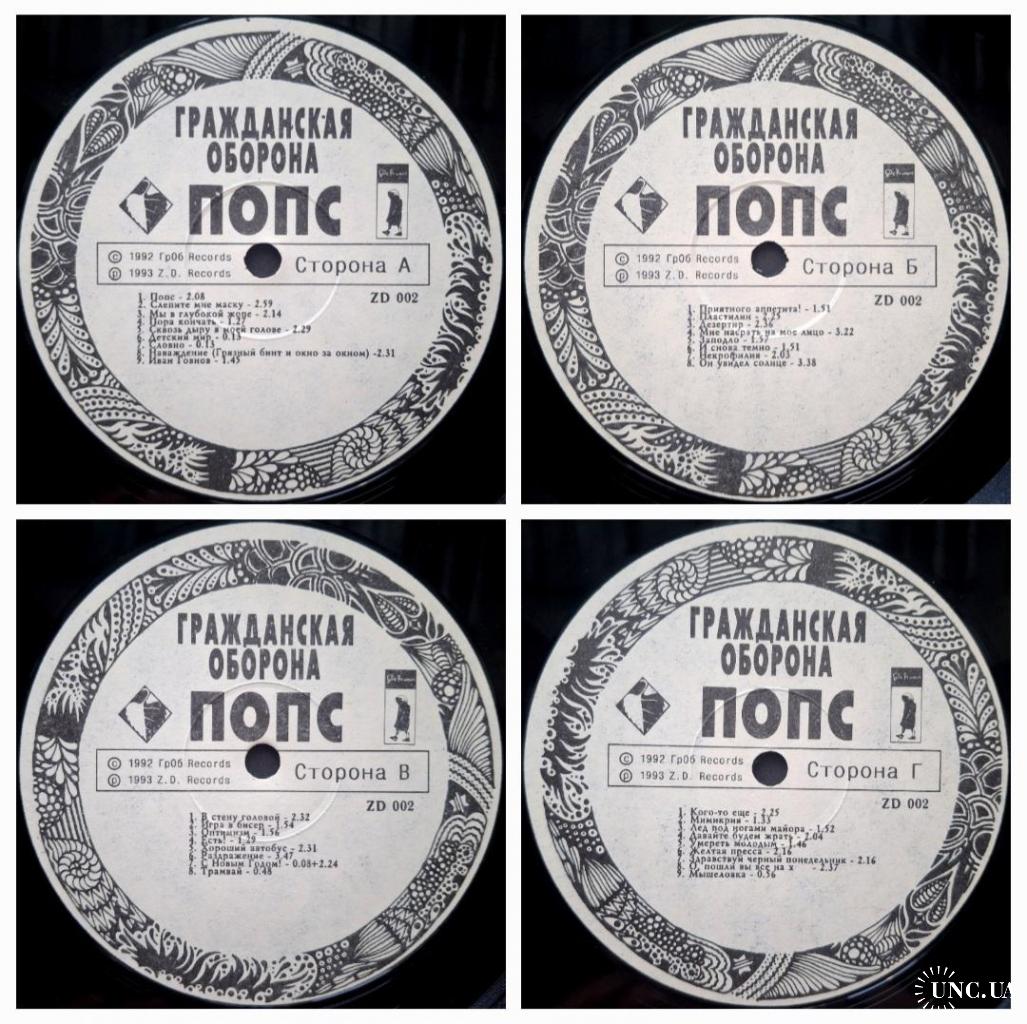 ГРАЖДАНСКАЯ
ОБОРОНА
ПОПС
© 1992 ГрОб Records
℗ 1993 Z.D. Records
Сторона А
ZD 002
1. Попс - 2.08
2. Слепите мне маску - 2.59
3. Мы в глубокой жопе - 2.14
4. Пора кончать - 1.27
5. Сквозь дыру в моей голове - 2.29
6. Детский мир - 0.13
7. Словно - 0.13
8. Наваждение (Грязный бинт и окно за окном) -2.31
9. Иван Говнов - 1.45
ГРАЖДАНСКАЯ
ОБОРОНА
ПОПС
© 1992 ГрОб Records
℗ 1993 Z.D. Records
Сторона Б
ZD 002
1. Приятного аппетита! - 1.51
2. Пластилин - 2.25
3. Дезертир - 2.36
4. Мне насрать на мое лицо - 3.22
5. Западло - 1.57
6. И снова темно - 1.51
7. Некрофилия - 2.03
8. Он увидел солнце - 3.38
ГРАЖДАНСКАЯ
ОБОРОНА
ПОПС
© 1992 ГрОб Records
℗ 1993 Z.D. Records
Сторона В
ZD 002
1. В стену головой - 2.32
2. Игра в бисер - 1.54
3. Оптимизм - 1.56
4. Есть! - 1.29
5. Хороший автобус - 2.31
6. Раздражение - 3.47
7. С Новым Годом! - 0.08+2.24
8. Трамвай - 0.48
ГРАЖДАНСКАЯ
ОБОРОНА
ПОПС
© 1992 ГрОб Records
℗ 1993 Z.D. Records
Сторона Г
ZD 002
1. Кого-то еще - 2.25
2. Мимикрия - 1.33
3. Лед под ногами майора - 1.52
4. Давайте будем жрать - 2.04
5. Умереть молодым - 1.46
6. Желтая пресса - 2.16
7. Здравствуй черный понедельник - 2.16
8. О, пошли вы все на х - 2.37
9. Мышеловка - 0.56
UNC.UA